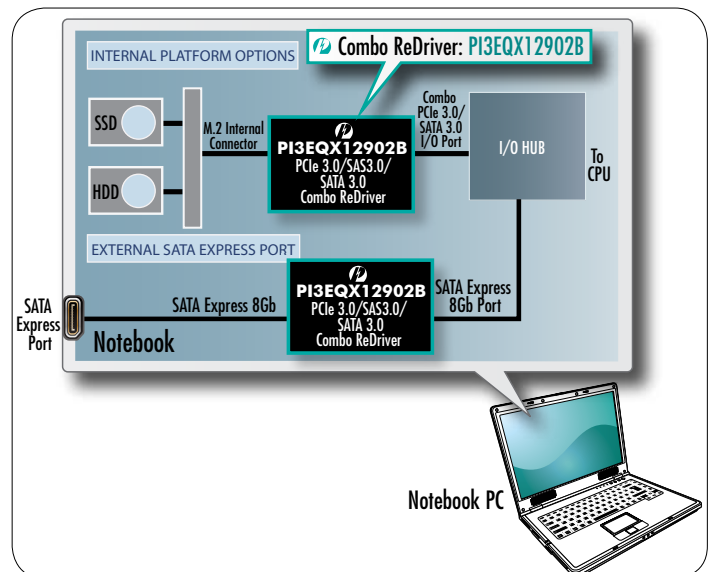 Combo ReDriver: PI3EQX12902B
INTERNAL PLATFORM OPTIONS
SSD
HDD
M.2 Internal
Connector
PI3EQX12902B
PCIe 3.0/SAS3.0/
SATA 3.0
Combo ReDriver
Combo
PCIe 3.0/
SATA 3.0
I/O Port
I/O HUB
To
CPU
EXTERNAL SATA EXPRESS PORT
SATA
Express
Port
SATA Express 8Gb
PI3EQX12902B
PCIe 3.0/SAS3.0/
SATA 3.0
Combo ReDriver
SATA Express
8Gb Port
Notebook
Notebook PC